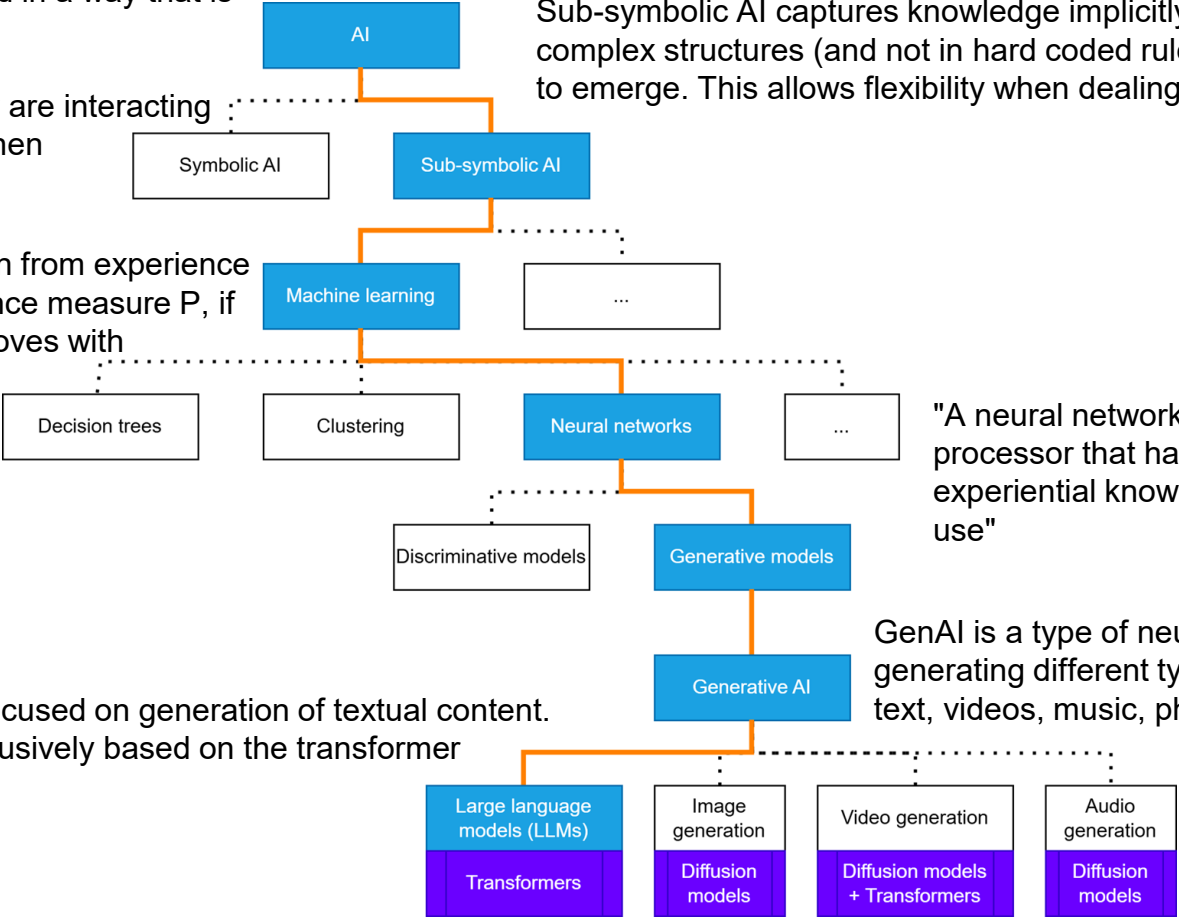 d in a way that is
AI
Sub-symbolic AI captures knowledge implicitly
complex structures (and not in hard coded rul
to emerge. This allows flexibility when dealing
are interacting
Symbolic AI
Sub-symbolic AI
n from experience
nce measure P, if
oves with
Machine learning
...
Decision trees
Clustering
Neural networks
...
"A neural network
processor that ha
experiential know
use"
Discriminative models
Generative models
GenAI is a type of neu
generating different ty
text, videos, music, ph
Generative AI
cused on generation of textual content.
usively based on the transformer
Large language
models (LLMs)
Transformers
Image
generation
Diffusion
models
Video generation
Diffusion models
+ Transformers
Audio
generation
Diffusion
models